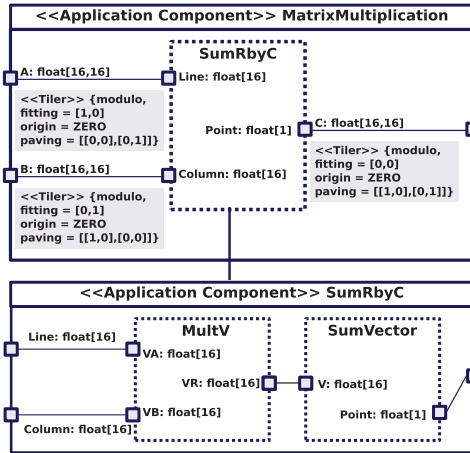 <<Application Component>> MatrixMultiplication
SumRbyC
A: float[16,16]
Line: float[16]
<<Tiler>> {modulo,
fitting = [1,0]
origin = ZERO
paving = [[0,0],[0,1]]}
Point: float[1]
C: float[16,16]
<<Tiler>> {modulo,
fitting = [0,0]
origin = ZERO
paving = [[1,0],[0,1]]}
B: float[16,16]
Column: float[16]
<<Tiler>> {modulo,
fitting = [0,1]
origin = ZERO
paving = [[1,0],[0,0]]}
<<Application Component>> SumRbyC
MultV
SumVector
Line: float[16]
VA: float[16]
VR: float[16]
V: float[16]
VB: float[16]
Point: float[1]
Column: float[16]